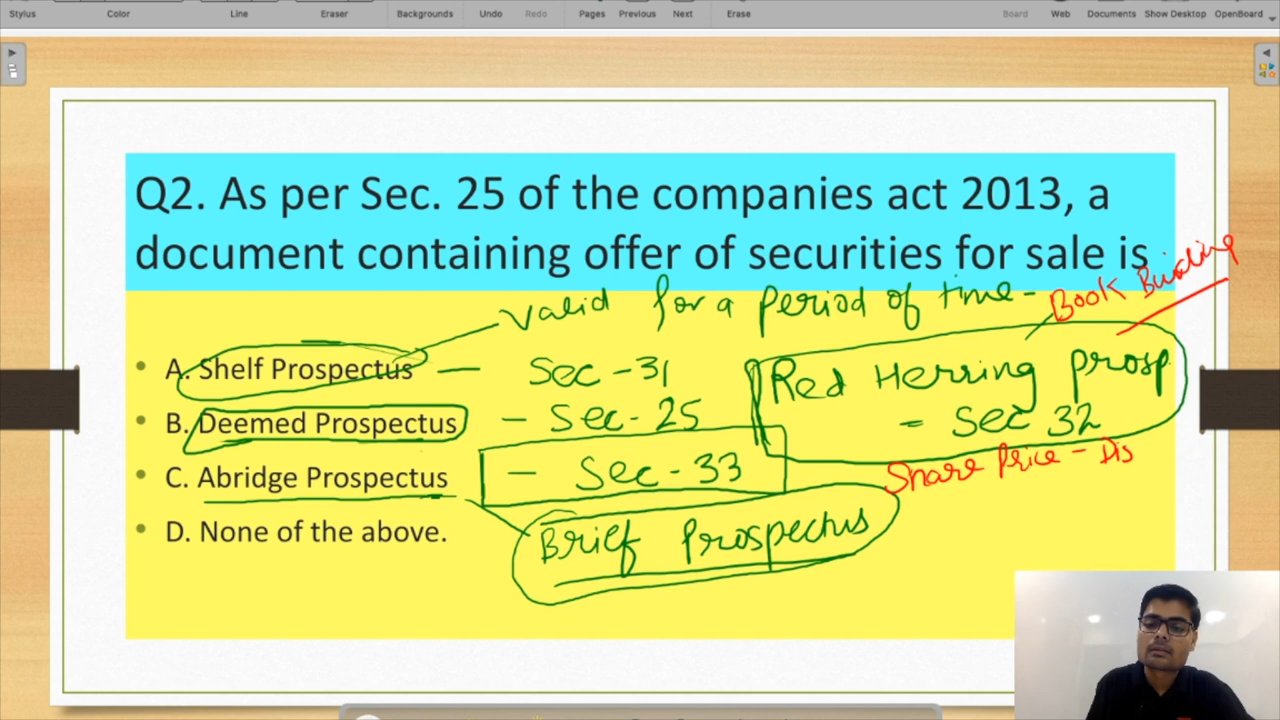 Stylus Color Line Eraser Backgrounds Undo Redo Pages Previous Next Erase Board Web Documents Show Desktop OpenBoard
Q2. As per Sec. 25 of the companies act 2013, a
document containing offer of securities for sale is
Valid for a period of time - Book Building
• A. Shelf Prospectus - Sec-31
Red Herring prosp.
• B. Deemed Prospectus - Sec-25
- Sec 32
• C. Abridge Prospectus - Sec-33
Share Price - Dis
• D. None of the above.
Brief Prospectus